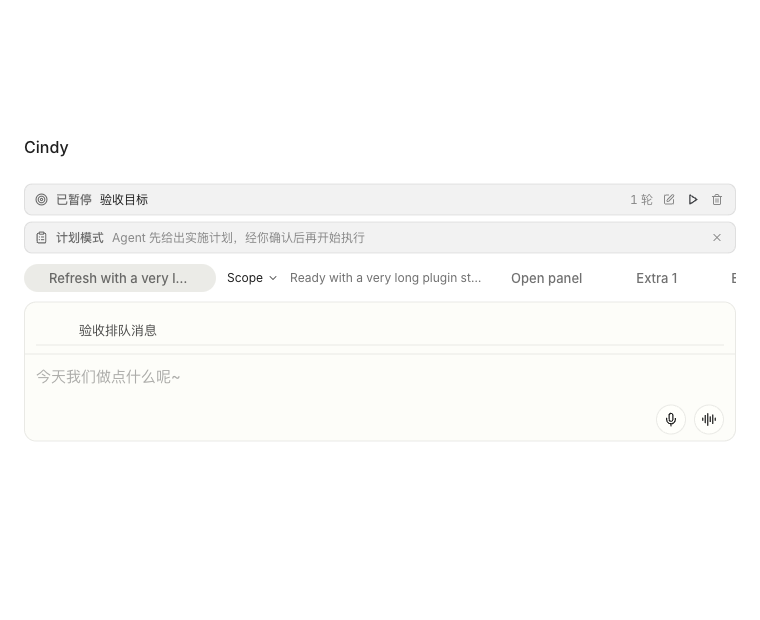 Cindy
已暂停 验收目标 1 轮
计划模式 Agent 先给出实施计划，经你确认后再开始执行
Refresh with a very l... Scope Ready with a very long plugin st... Open panel Extra 1
验收排队消息
今天我们做点什么呢~